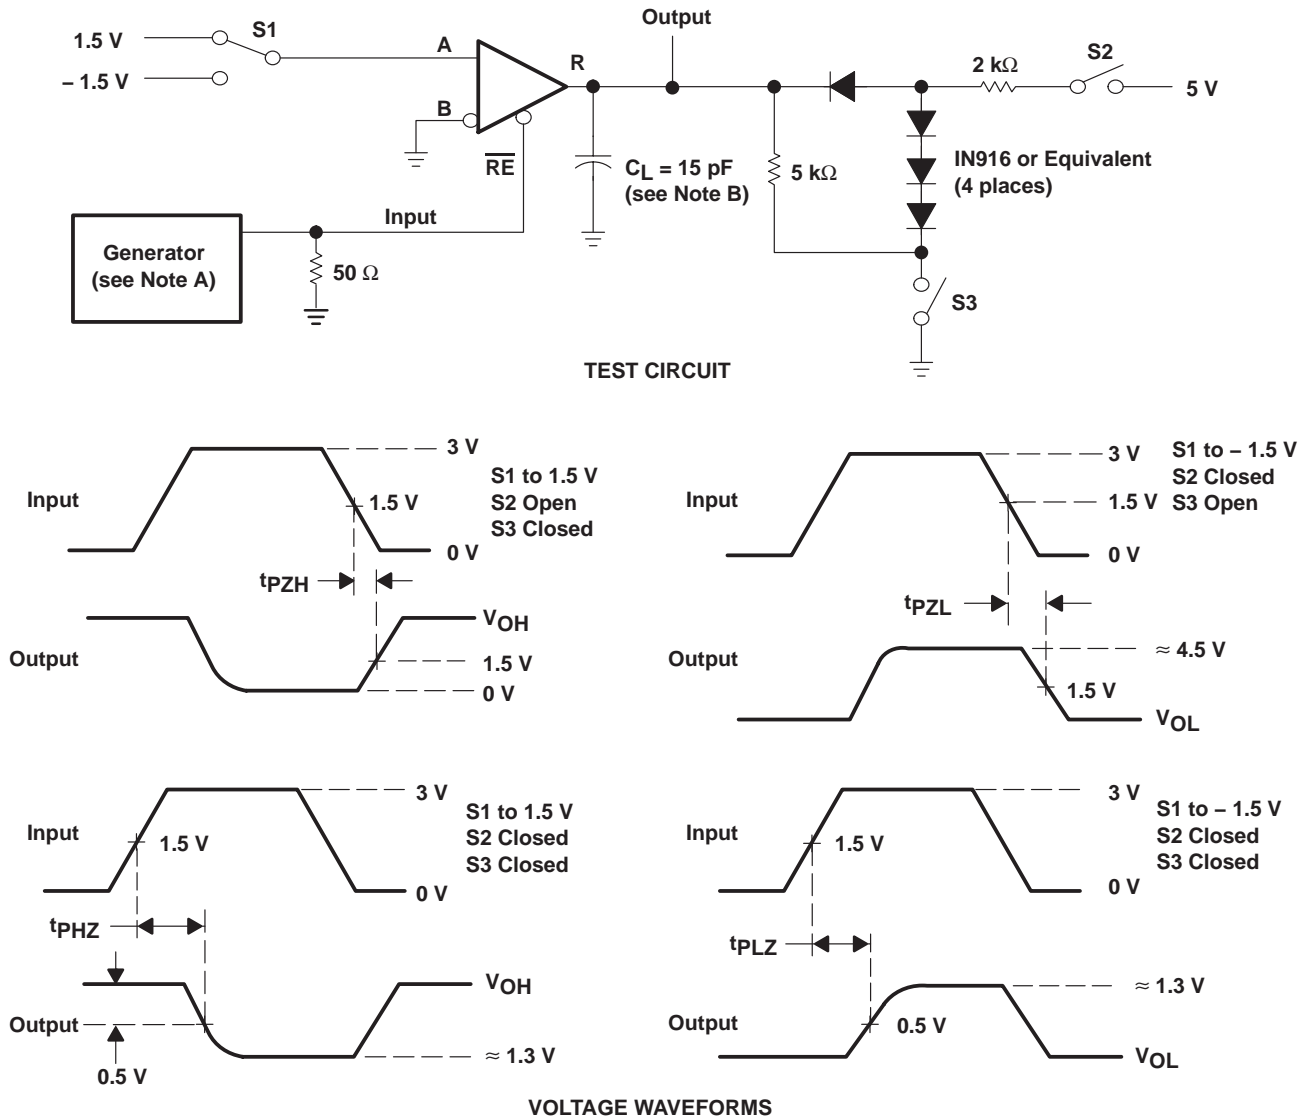 Output
1.5 V
S1
– 1.5 V
A
B
R
RE
S2
2 kΩ
5 V
CL = 15 pF
(see Note B)
5 kΩ
IN916 or Equivalent
(4 places)
Generator
(see Note A)
Input
50 Ω
S3
TEST CIRCUIT
Input
3 V
1.5 V
0 V
S1 to 1.5 V
S2 Open
S3 Closed
tPZH
Output
VOH
1.5 V
0 V
Input
3 V
1.5 V
0 V
S1 to – 1.5 V
S2 Closed
S3 Open
tPZL
Output
≈ 4.5 V
1.5 V
VOL
Input
3 V
1.5 V
0 V
S1 to 1.5 V
S2 Closed
S3 Closed
tPHZ
Output
VOH
0.5 V
≈ 1.3 V
Input
3 V
1.5 V
0 V
S1 to – 1.5 V
S2 Closed
S3 Closed
tPLZ
Output
≈ 1.3 V
0.5 V
VOL
VOLTAGE WAVEFORMS